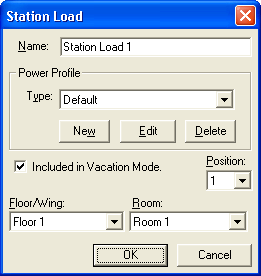 Station Load
Name: Station Load 1
Power Profile
Type: Default
New Edit Delete
Included in Vacation Mode.
Position:
1
Floor/Wing: Room:
Floor 1 Room 1
OK Cancel